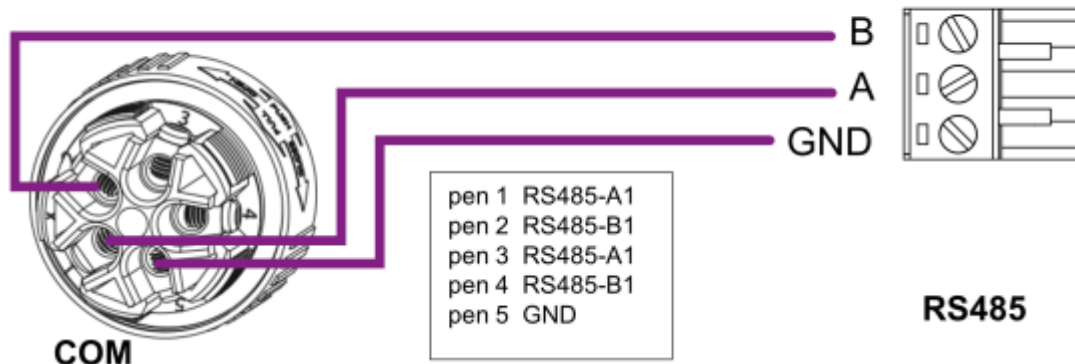 B
A
GND
3
4
5
pen 1 RS485-A1
pen 2 RS485-B1
pen 3 RS485-A1
pen 4 RS485-B1
pen 5 GND
RS485
COM